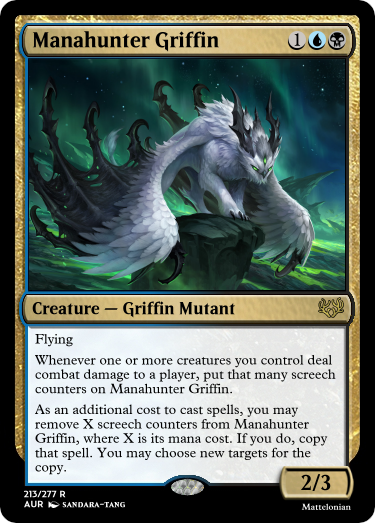 Manahunter Griffin 1
Creature — Griffin Mutant
Flying
Whenever one or more creatures you control deal
combat damage to a player, put that many screech
counters on Manahunter Griffin.
As an additional cost to cast spells, you may
remove X screech counters from Manahunter
Griffin, where X is its mana cost. If you do, copy
that spell. You may choose new targets for the
copy.
2/3
213/277 R
AUR SANDARA-TANG
Mattelonian